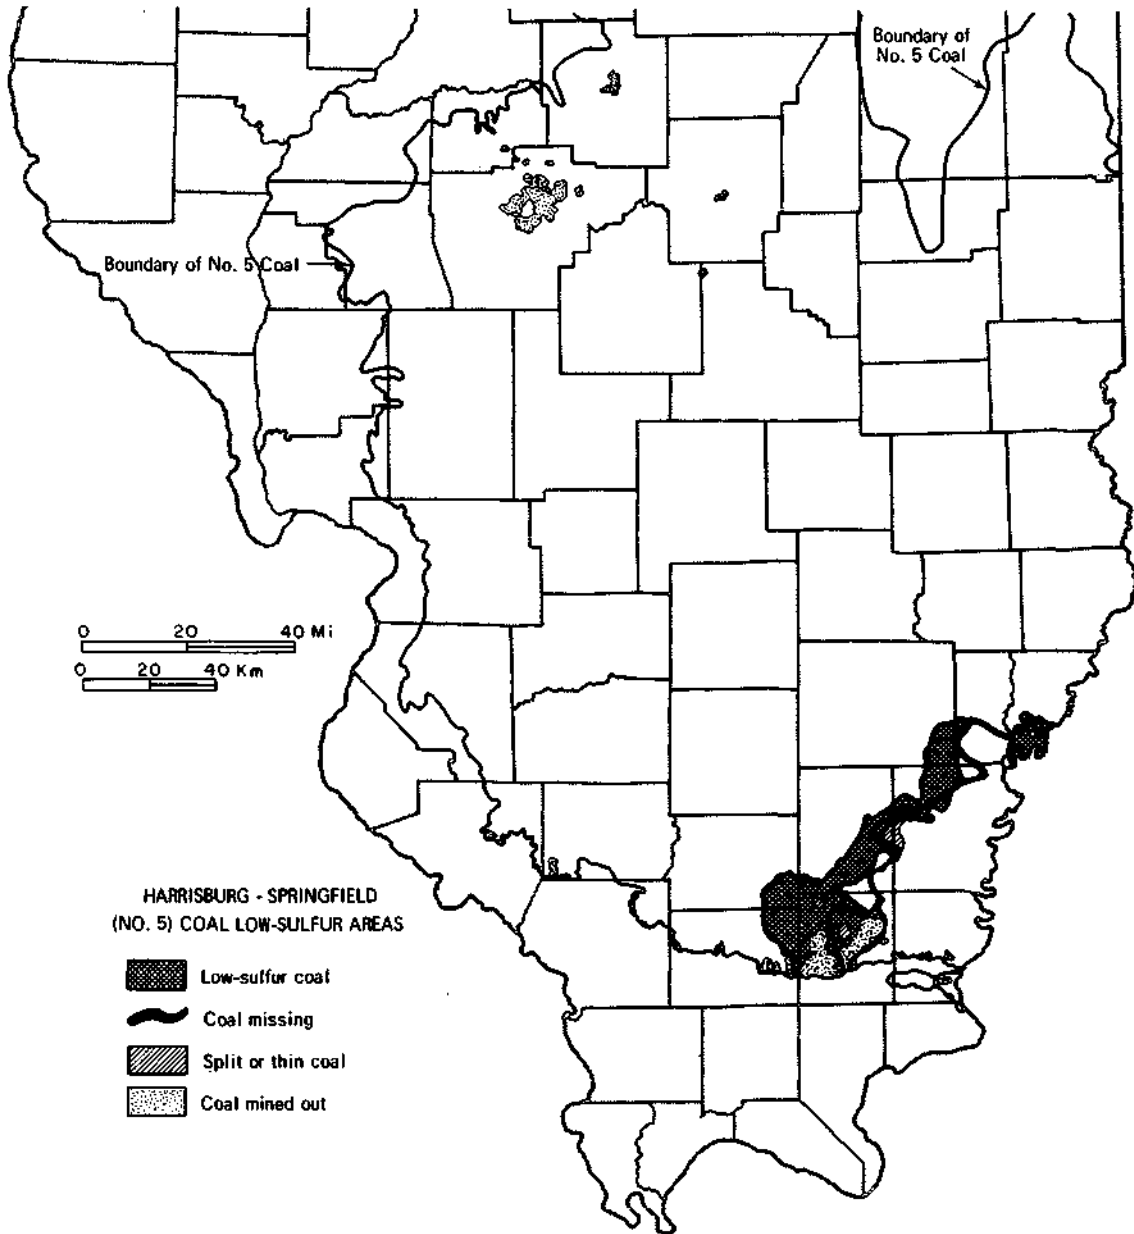 Boundary of
No. 5 Coal
Boundary of No. 5 Coal
0 20 40 Mi
0 20 40 Km
HARRISBURG - SPRINGFIELD
(NO. 5) COAL LOW-SULFUR AREAS
Low-sulfur coal
Coal missing
Split or thin coal
Coal mined out